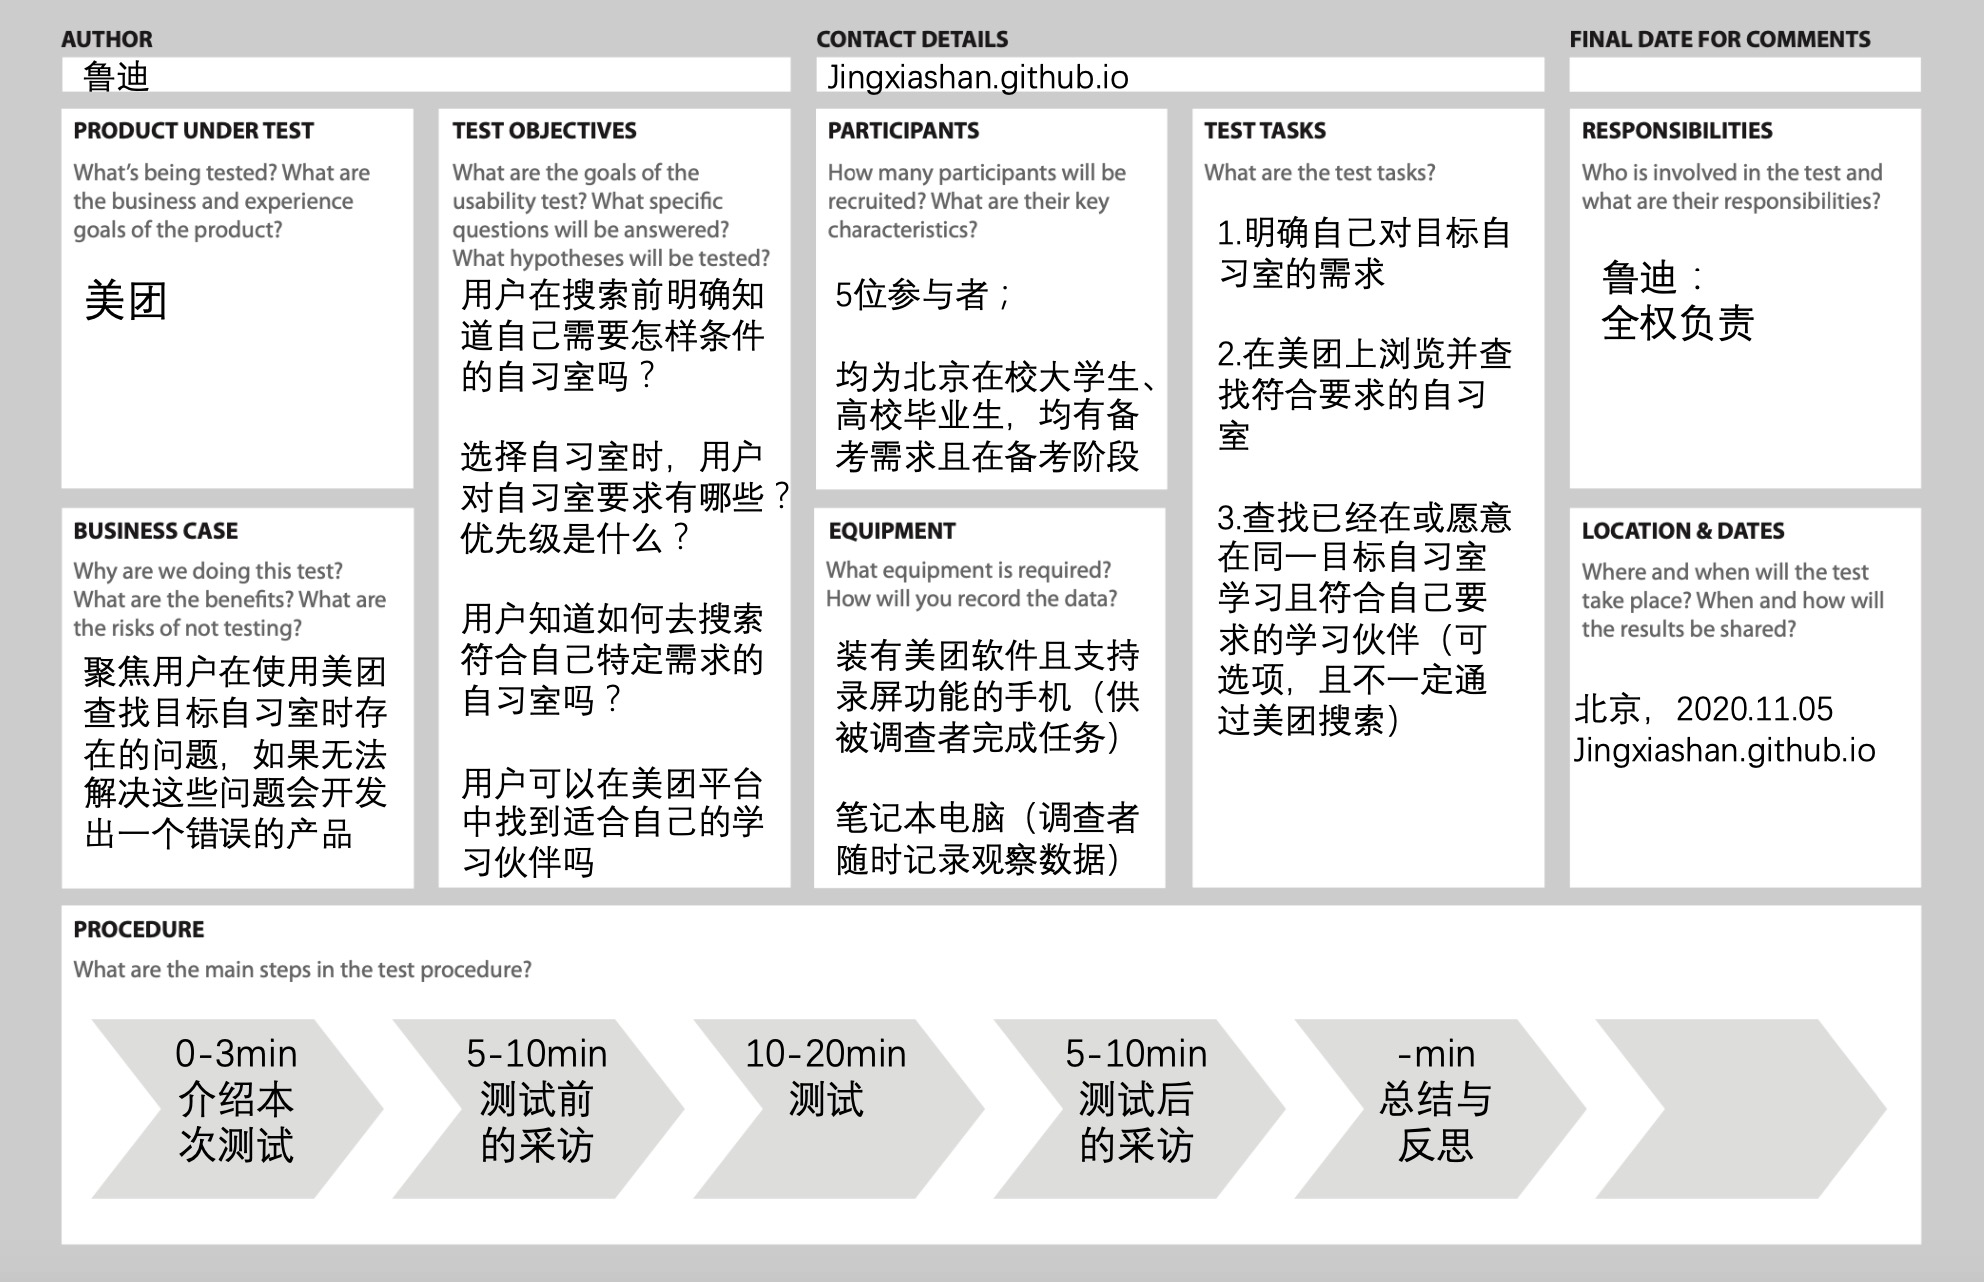 AUTHOR
鲁迪
CONTACT DETAILS
Jingxiashan.github.io
FINAL DATE FOR COMMENTS
PRODUCT UNDER TEST
What's being tested? What are
the business and experience
goals of the product?
美团
BUSINESS CASE
Why are we doing this test?
What are the benefits? What are
the risks of not testing?
聚焦用户在使用美团
查找目标自习室时存
在的问题，如果无法
解决这些问题会开发
出一个错误的产品
TEST OBJECTIVES
What are the goals of the
usability test? What specific
questions will be answered?
What hypotheses will be tested?
用户在搜索前明确知
道自己需要怎样条件
的自习室吗？
选择自习室时，用户
对自习室要求有哪些？
优先级是什么？
用户知道如何去搜索
符合自己特定需求的
自习室吗？
用户可以在美团平台
中找到适合自己的学
习伙伴吗
PARTICIPANTS
How many participants will be
recruited? What are their key
characteristics?
5位参与者；
均为北京在校大学生、
高校毕业生，均有备
考需求且在备考阶段
EQUIPMENT
What equipment is required?
How will you record the data?
装有美团软件且支持
录屏功能的手机（供
被调查者完成任务）
笔记本电脑（调查者
随时记录观察数据）
TEST TASKS
What are the test tasks?
1.明确自己对目标自
习室的需求
2.在美团上浏览并查
找符合要求的自习
室
3.查找已经在或愿意
在同一目标自习室
学习且符合自己要
求的学习伙伴（可
选项，且不一定通
过美团搜索）
RESPONSIBILITIES
Who is involved in the test and
what are their responsibilities?
鲁迪：
全权负责
LOCATION & DATES
Where and when will the test
take place? When and how will
the results be shared?
北京，2020.11.05
Jingxiashan.github.io
PROCEDURE
What are the main steps in the test procedure?
0-3min
介绍本
次测试
5-10min
测试前
的采访
10-20min
测试
5-10min
测试后
的采访
-min
总结与
反思